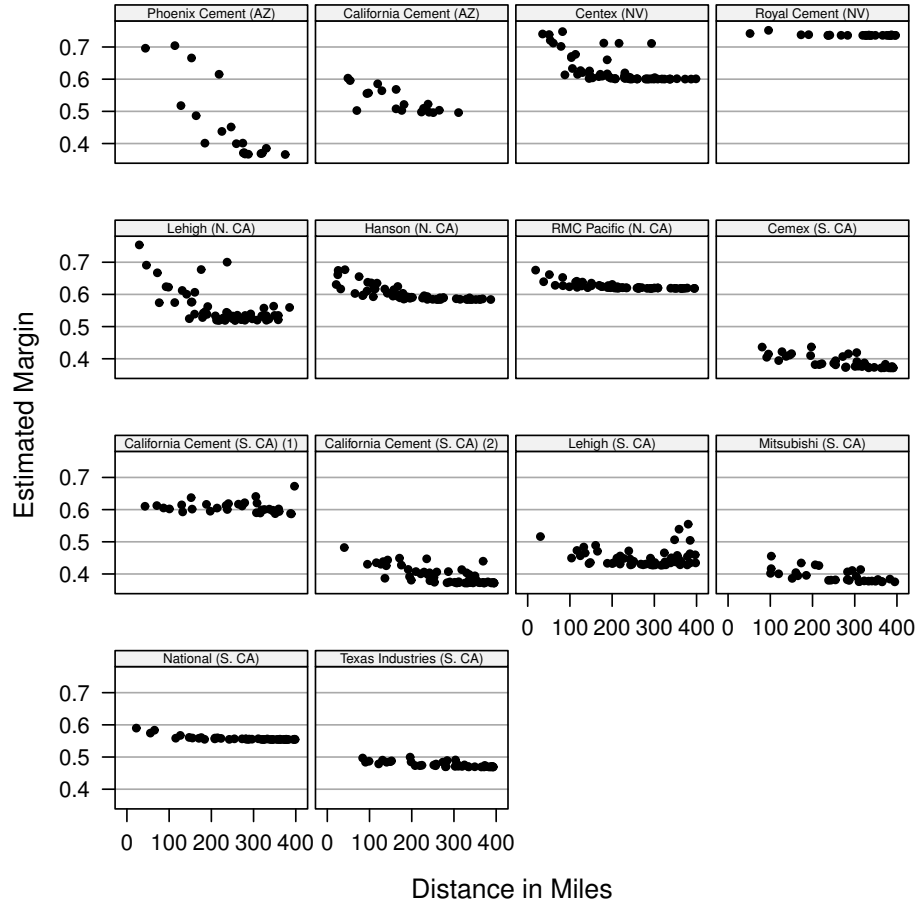 Phoenix Cement (AZ) California Cement (AZ) Centex (NV) Royal Cement (NV)
0.7
0.6
0.5
0.4
Lehigh (N. CA) Hanson (N. CA) RMC Pacific (N. CA) Cemex (S. CA)
0.7
0.6
0.5
0.4
Estimated Margin
California Cement (S. CA) (1) California Cement (S. CA) (2) Lehigh (S. CA) Mitsubishi (S. CA)
0.7
0.6
0.5
0.4
0 100 200 300 400 0 100 200 300 400
National (S. CA) Texas Industries (S. CA)
0.7
0.6
0.5
0.4
0 100 200 300 400 0 100 200 300 400
Distance in Miles